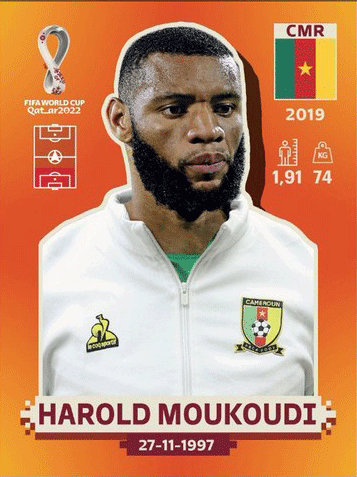 CMR
FIFA WORLD CUP
Qatar2022
2019
KG
1,91 74
le coq sportif
CAMEROUN
HAROLD MOUKOUDI
27-11-1997